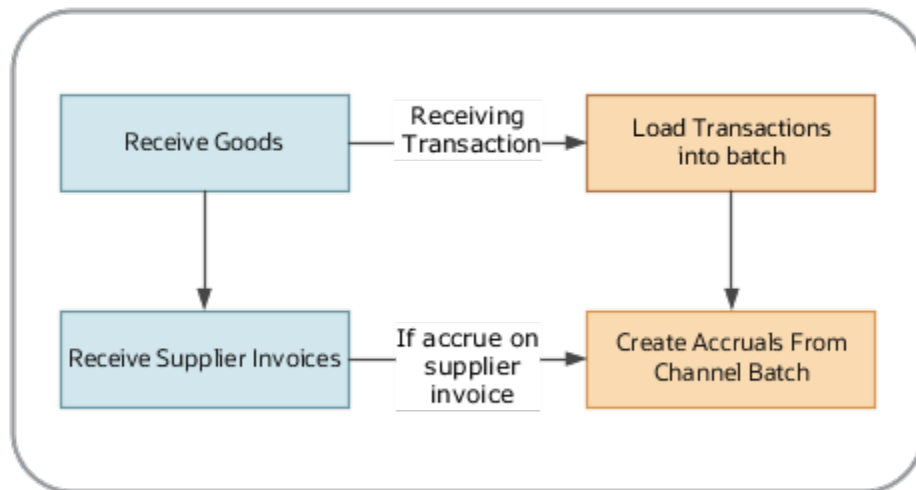 Receive Goods
Receiving
Transaction
Load Transactions
into batch
Receive Supplier Invoices
If accrue on
supplier
invoice
Create Accruals From
Channel Batch